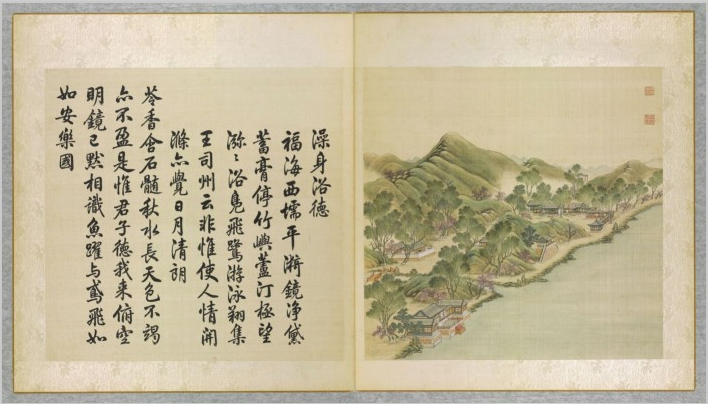 澡身浴德
福海西壖平漪鏡淨黛
蓄膏停竹嶼蘆汀極望
瀰〻浴鳧飛鷺游泳翔集
王司州云非惟使人情開
滌亦覺日月清朗
苓香含石髓秋水長天色不竭
亦不盈是惟君子德我來俯空
明鏡已默相識魚躍与鳶飛如
如安樂國